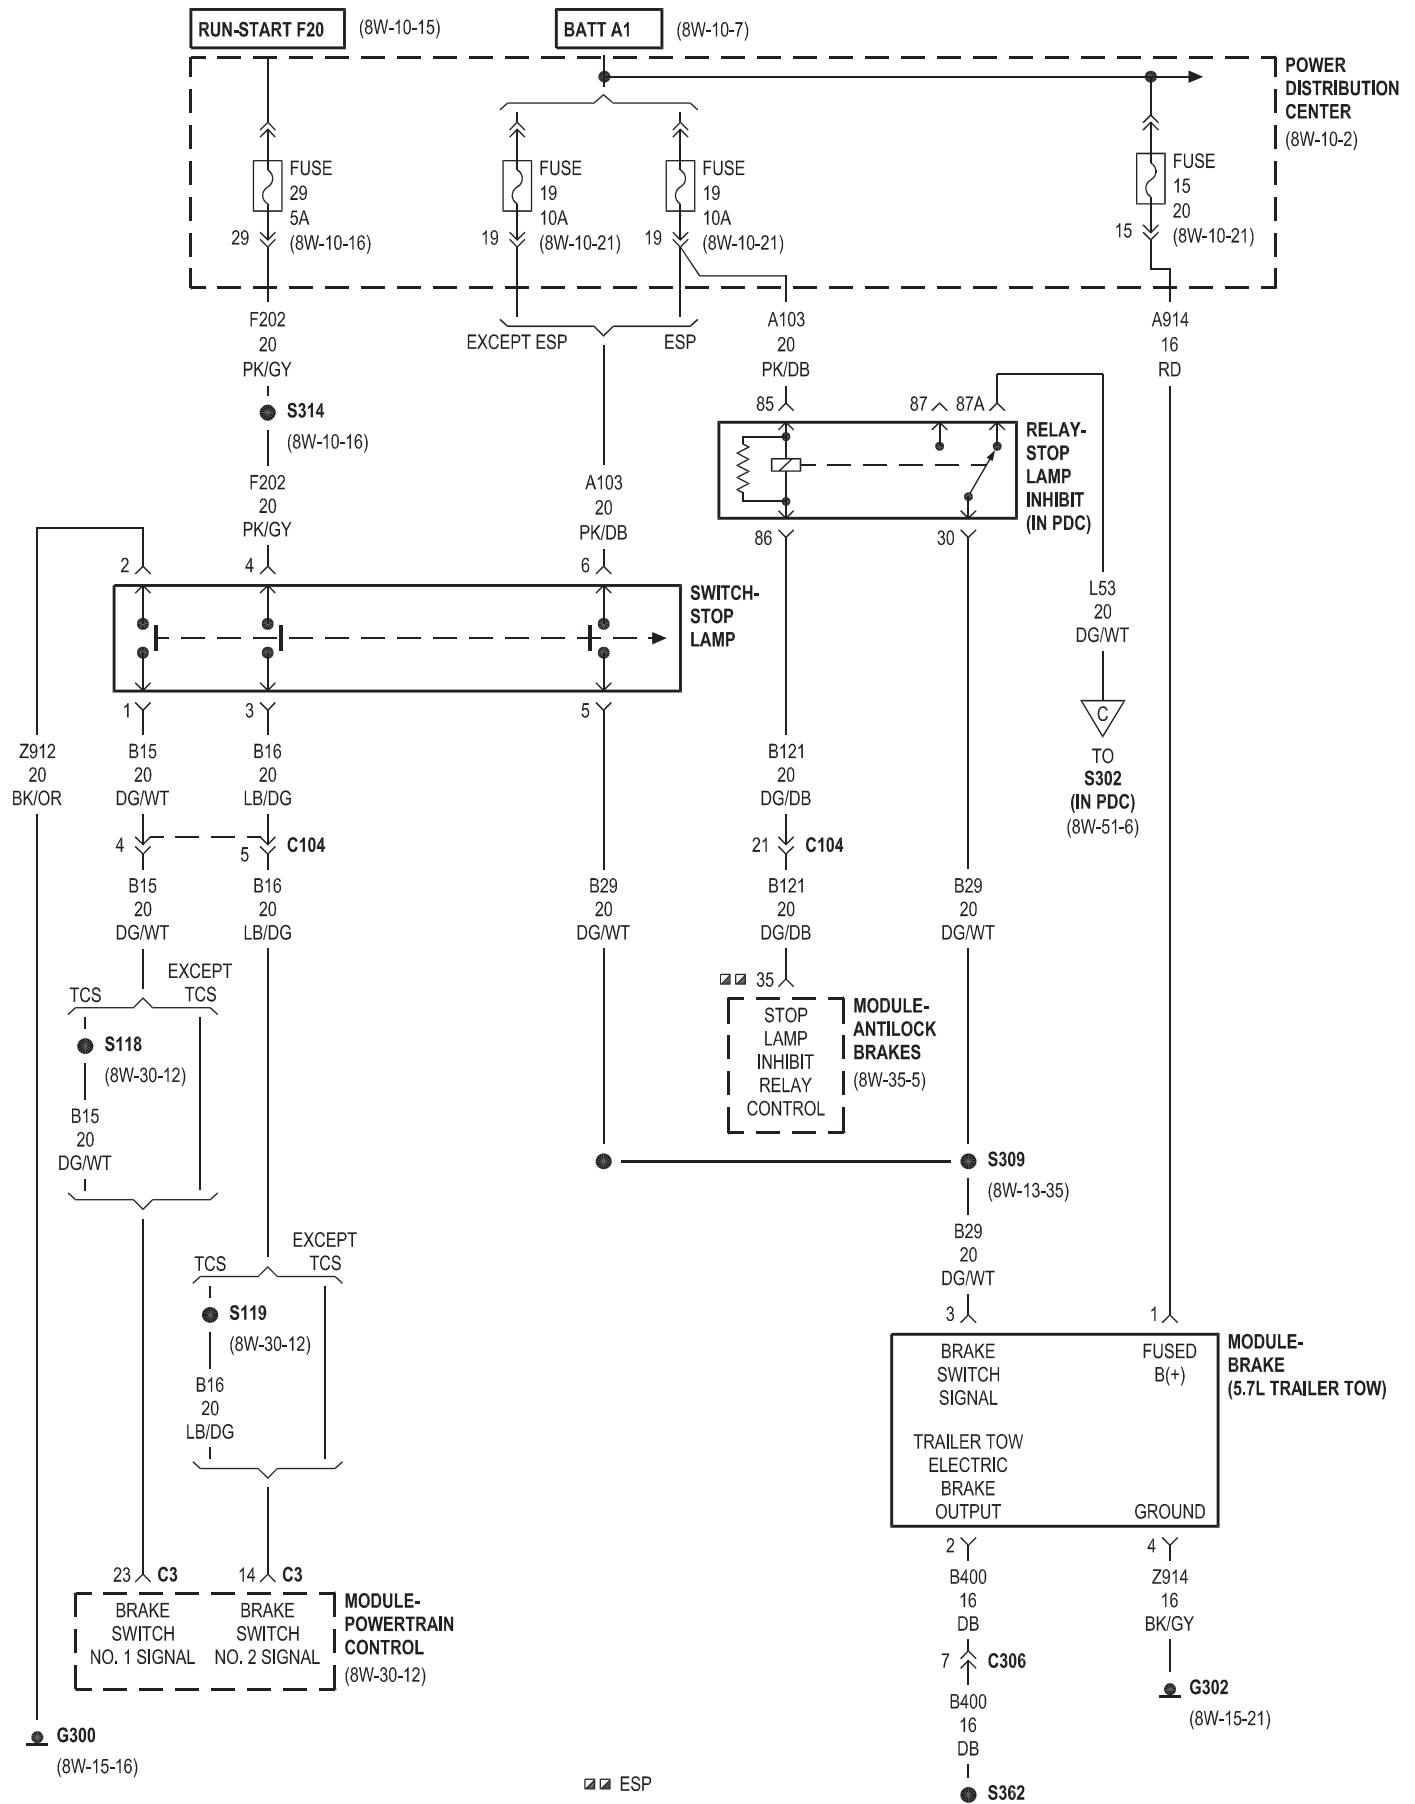 RUN-START F20
(8W-10-15)
BATT A1
(8W-10-7)
POWER
DISTRIBUTION
CENTER
(8W-10-2)
FUSE
29
5A
(8W-10-16)
29
FUSE
19
10A
(8W-10-21)
19
FUSE
19
10A
(8W-10-21)
19
FUSE
15
20
(8W-10-21)
15
F202
20
PK/GY
EXCEPT ESP
ESP
A103
20
PK/DB
A914
16
RD
S314
(8W-10-16)
85
87
87A
RELAY-
STOP
LAMP
INHIBIT
(IN PDC)
F202
20
PK/GY
A103
20
PK/DB
86
30
2
4
6
SWITCH-
STOP
LAMP
L53
20
DG/WT
1
3
5
C
TO
S302
(IN PDC)
(8W-51-6)
Z912
20
BK/OR
B15
20
DG/WT
B16
20
LB/DG
B121
20
DG/DB
4
5
C104
21
C104
B15
20
DG/WT
B16
20
LB/DG
B29
20
DG/WT
B121
20
DG/DB
B29
20
DG/WT
TCS
EXCEPT
TCS
35
STOP
LAMP
INHIBIT
RELAY
CONTROL
MODULE-
ANTILOCK
BRAKES
(8W-35-5)
S118
(8W-30-12)
B15
20
DG/WT
S309
(8W-13-35)
B29
20
DG/WT
TCS
EXCEPT
TCS
S119
(8W-30-12)
B16
20
LB/DG
3
1
BRAKE
SWITCH
SIGNAL
FUSED
B(+)
MODULE-
BRAKE
(5.7L TRAILER TOW)
TRAILER TOW
ELECTRIC
BRAKE
OUTPUT
GROUND
2
4
B400
16
DB
Z914
16
BK/GY
23
C3
14
C3
BRAKE
SWITCH
NO. 1 SIGNAL
BRAKE
SWITCH
NO. 2 SIGNAL
MODULE-
POWERTRAIN
CONTROL
(8W-30-12)
7
C306
G302
(8W-15-21)
B400
16
DB
G300
(8W-15-16)
ESP
S362